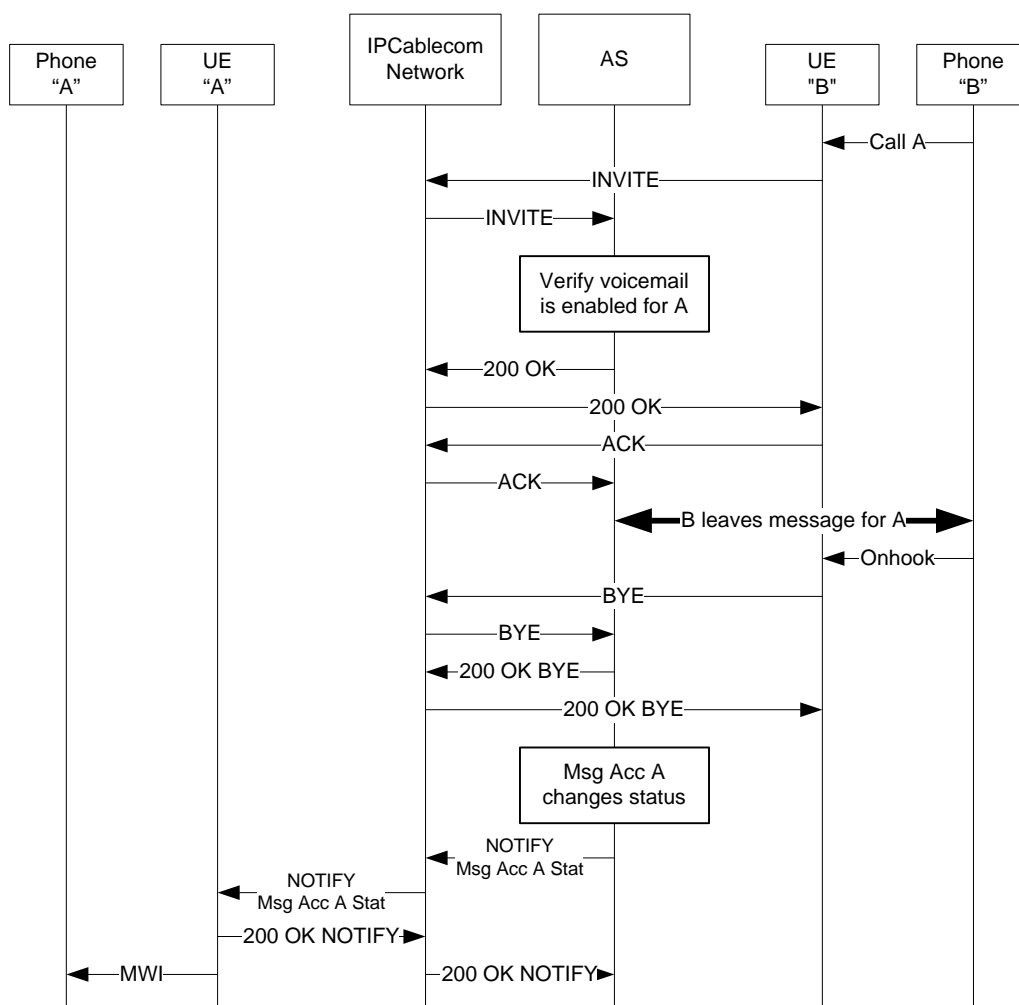 Phone
“A”
UE
“A”
IPCablecom
Network
AS
UE
"B"
Phone
“B”
Call A
INVITE
INVITE
Verify voicemail
is enabled for A
200 OK
200 OK
ACK
ACK
B leaves message for A
Onhook
BYE
BYE
200 OK BYE
200 OK BYE
Msg Acc A
changes status
NOTIFY
Msg Acc A Stat
NOTIFY
Msg Acc A Stat
200 OK NOTIFY
MWI
200 OK NOTIFY